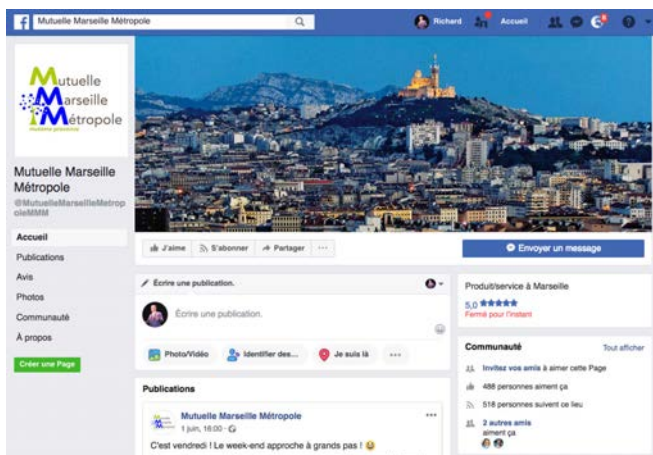 Mutuelle Marseille Métropole
Richard
Accueil
Mutuelle
Marseille
Métropole
Mutuelle Marseille
Métropole
@MutuelleMarseilleMetrop
oleMMM
Accueil
Publications
Avis
Photos
Communauté
À propos
Créer une Page
J'aime
S'abonner
Partager
Envoyer un message
Écrire une publication.
Écrire une publication.
Photo/Vidéo
Identifier des...
Je suis là
Publications
Mutuelle Marseille Métropole
1 juin, 18:00
C'est vendredi ! Le week-end approche à grands pas !
Produit/service à Marseille
5,0
Fermé pour l'instant
Communauté
Tout afficher
Invitez vos amis à aimer cette Page
488 personnes aiment ça
518 personnes suivent ce lieu
2 autres amis
aiment ça